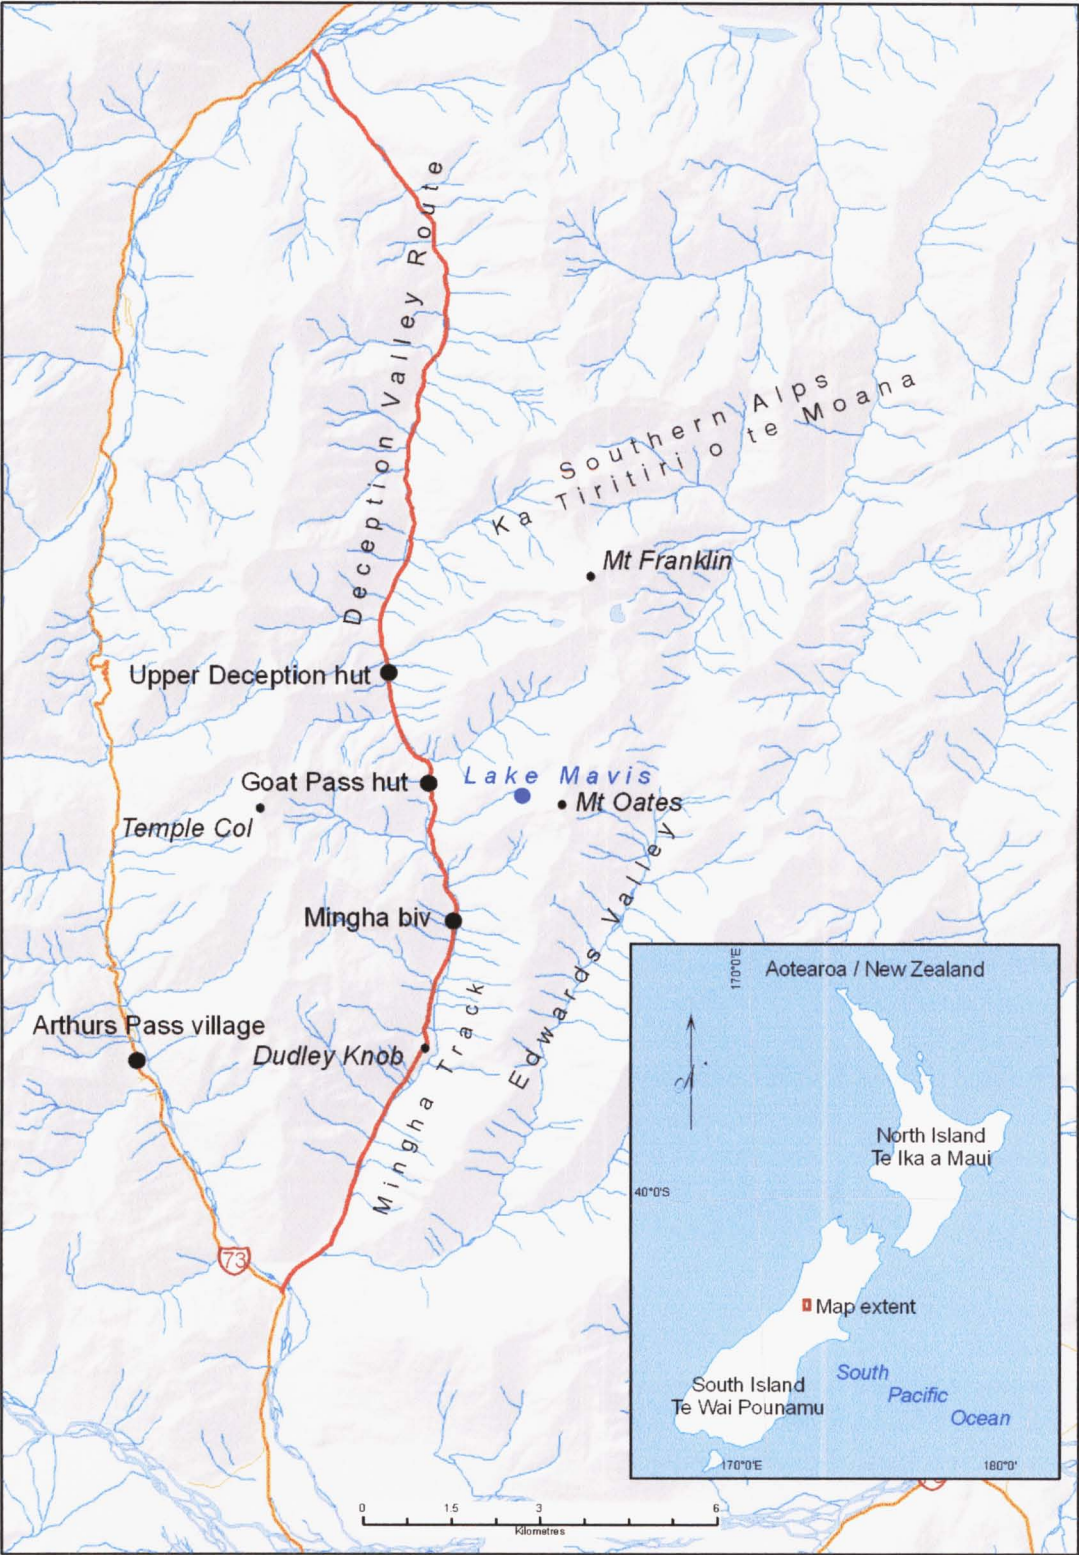 Deception Valley Route
Southern Alps
Ka Tiritiri o te Moana
Mt Franklin
Upper Deception hut
Goat Pass hut
Lake Mavis
Mt Oates
Temple Col
Edwards Valley
Mingha biv
Arthurs Pass village
Dudley Knob
Mingha Track
73
170°0'E
Aotearoa / New Zealand
North Island
Te Ika a Maui
40°0'S
Map extent
South Island
Te Wai Pounamu
South
Pacific
Ocean
170°0'E
180°0'
0 1.5 3 6
Kilometres